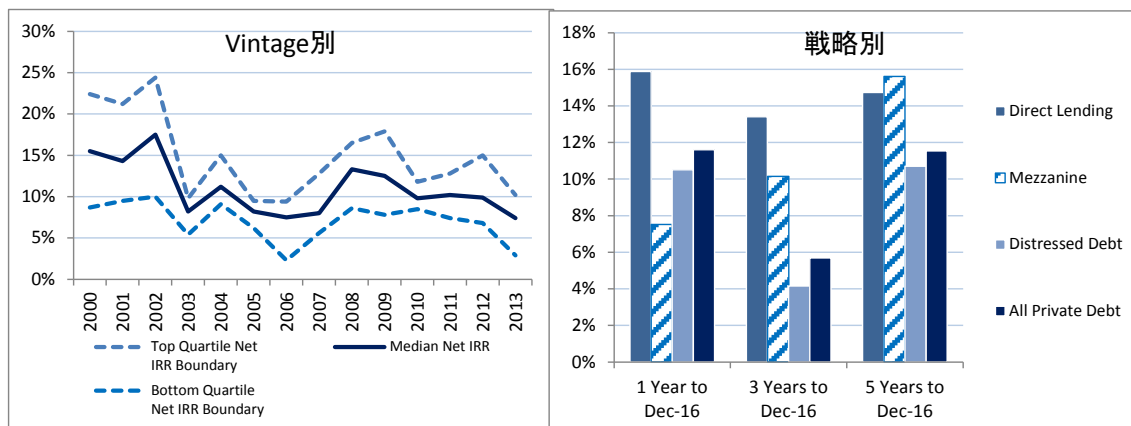 Vintage別
30%
25%
20%
15%
10%
5%
0%
2000
2001
2002
2003
2004
2005
2006
2007
2008
2009
2010
2011
2012
2013
Top Quartile Net
IRR Boundary
Median Net IRR
Bottom Quartile
Net IRR Boundary
戦略別
18%
16%
14%
12%
10%
8%
6%
4%
2%
0%
1 Year to
Dec-16
3 Years to
Dec-16
5 Years to
Dec-16
Direct Lending
Mezzanine
Distressed Debt
All Private Debt